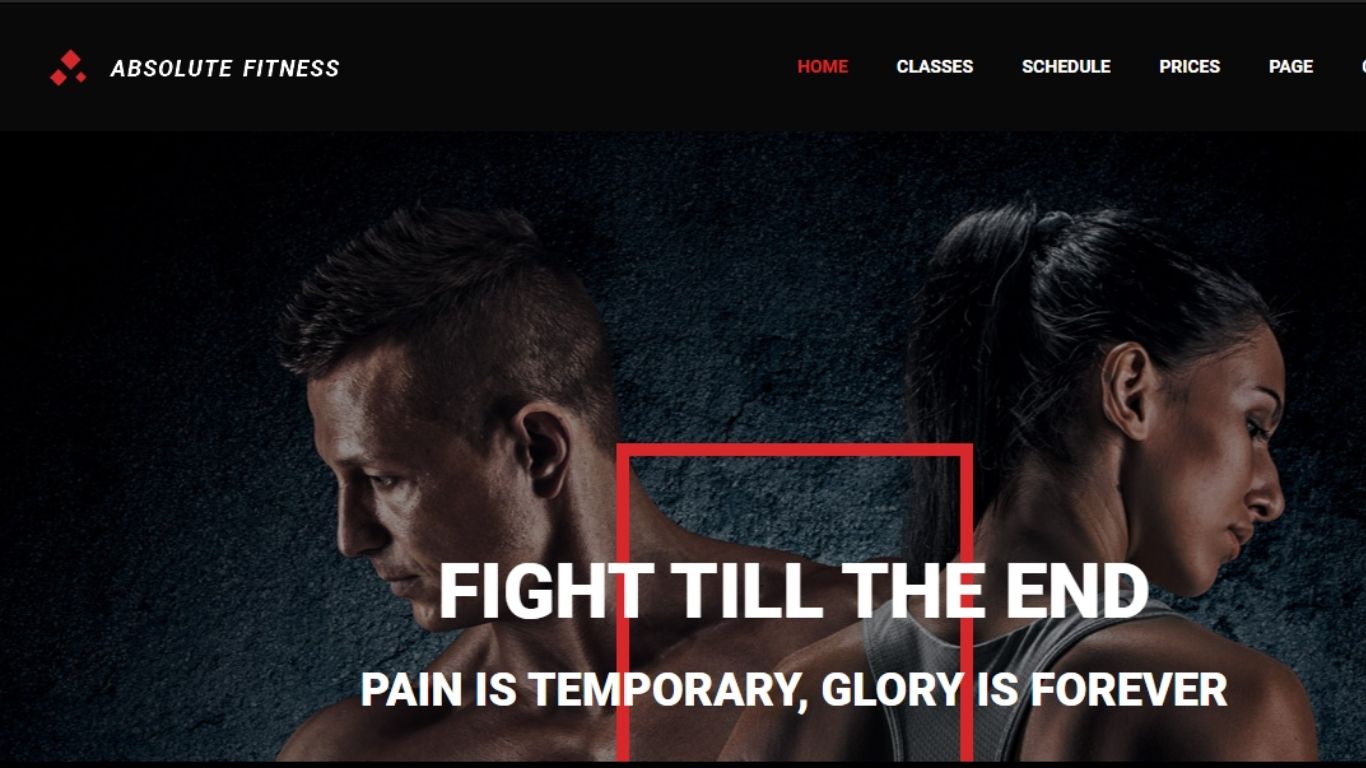 ABSOLUTE FITNESS
HOME CLASSES SCHEDULE PRICES PAGE
FIGHT TILL THE END
PAIN IS TEMPORARY, GLORY IS FOREVER